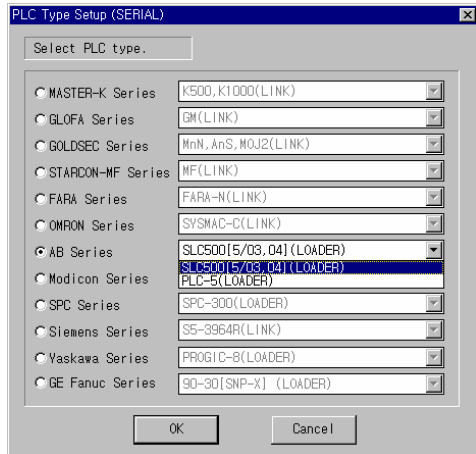 PLC Type Setup (SERIAL)
Select PLC type.
MASTER-K Series K500,K1000(LINK)
GLOFA Series GM(LINK)
GOLDSEC Series MnN,AnS,MOJ2(LINK)
STARCON-MF Series MF(LINK)
FARA Series FARA-N(LINK)
OMRON Series SYSMAC-C(LINK)
AB Series SLC500[5/03,04](LOADER)
SLC500[5/03,04](LOADER)
Modicon Series PLC-5(LOADER)
SPC Series SPC-300(LOADER)
Siemens Series S5-3964R(LINK)
Yaskawa Series PROGIC-8(LOADER)
GE Fanuc Series 90-30[SNP-X] (LOADER)
OK Cancel